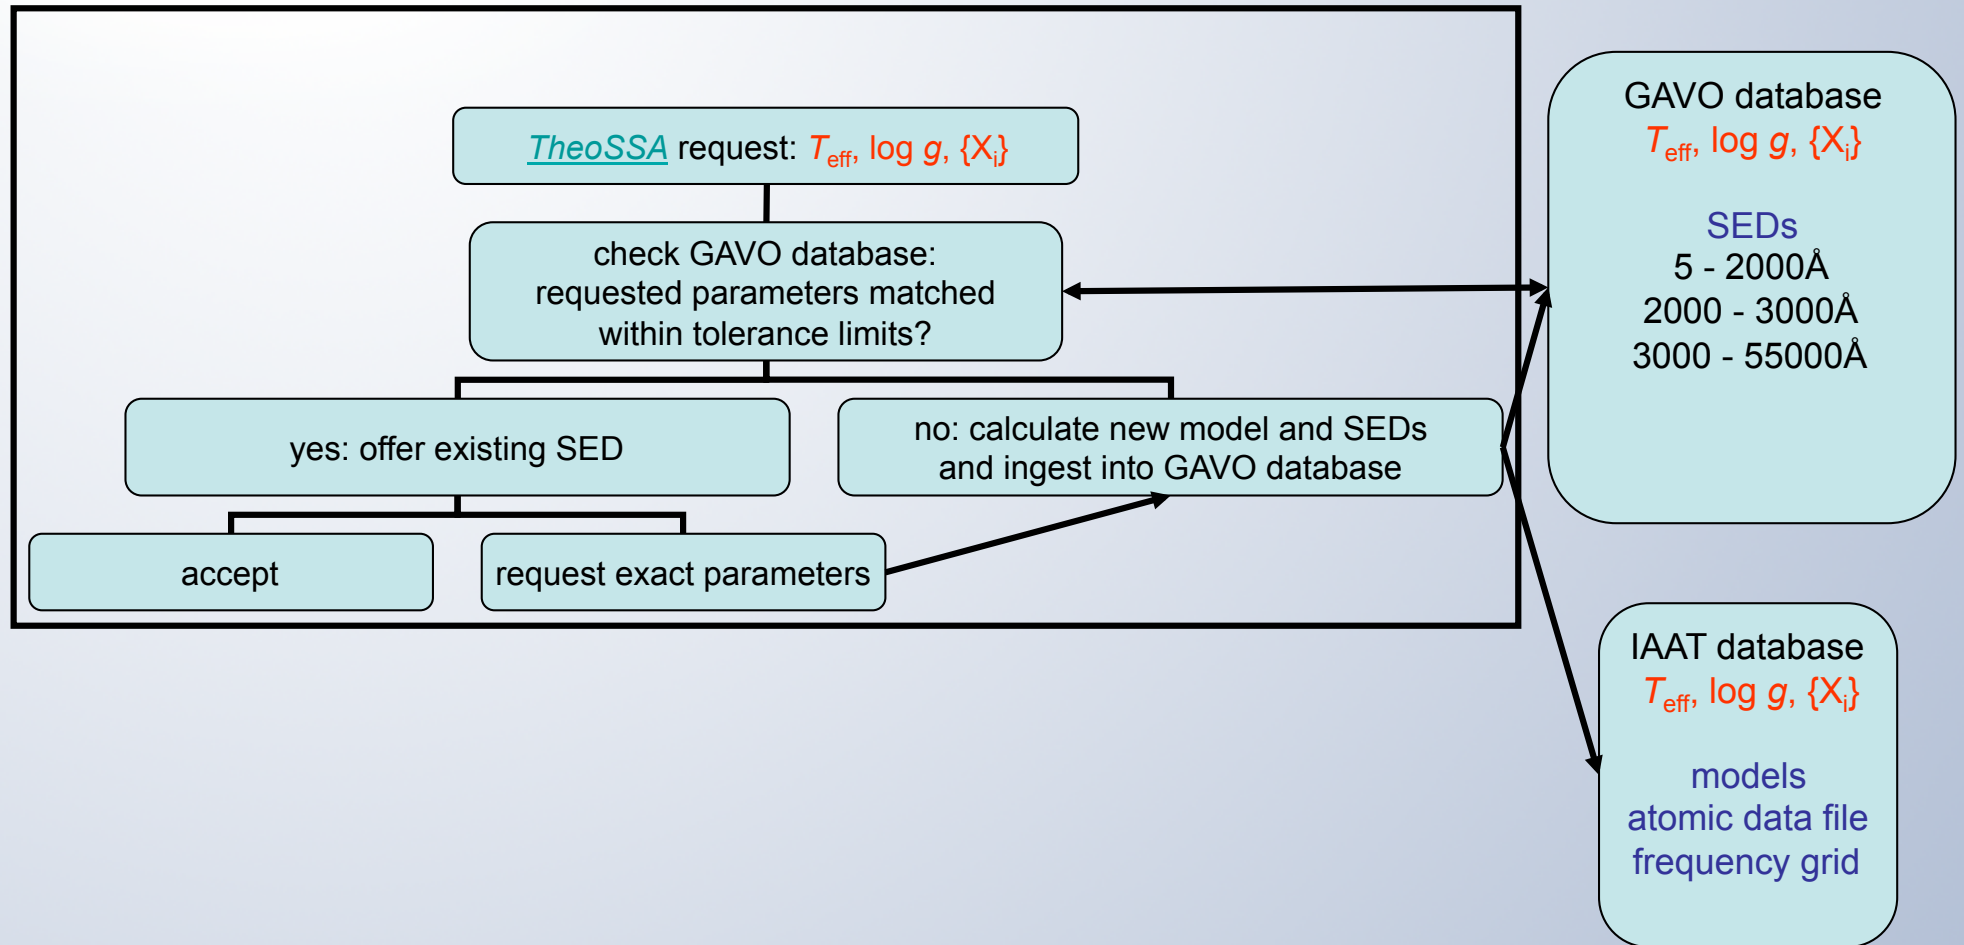 TheoSSA request: Teff, log g, {Xi}
check GAVO database:
requested parameters matched
within tolerance limits?
yes: offer existing SED
no: calculate new model and SEDs
and ingest into GAVO database
accept
request exact parameters
GAVO database
Teff, log g, {Xi}
SEDs
5 - 2000Å
2000 - 3000Å
3000 - 55000Å
IAAT database
Teff, log g, {Xi}
models
atomic data file
frequency grid